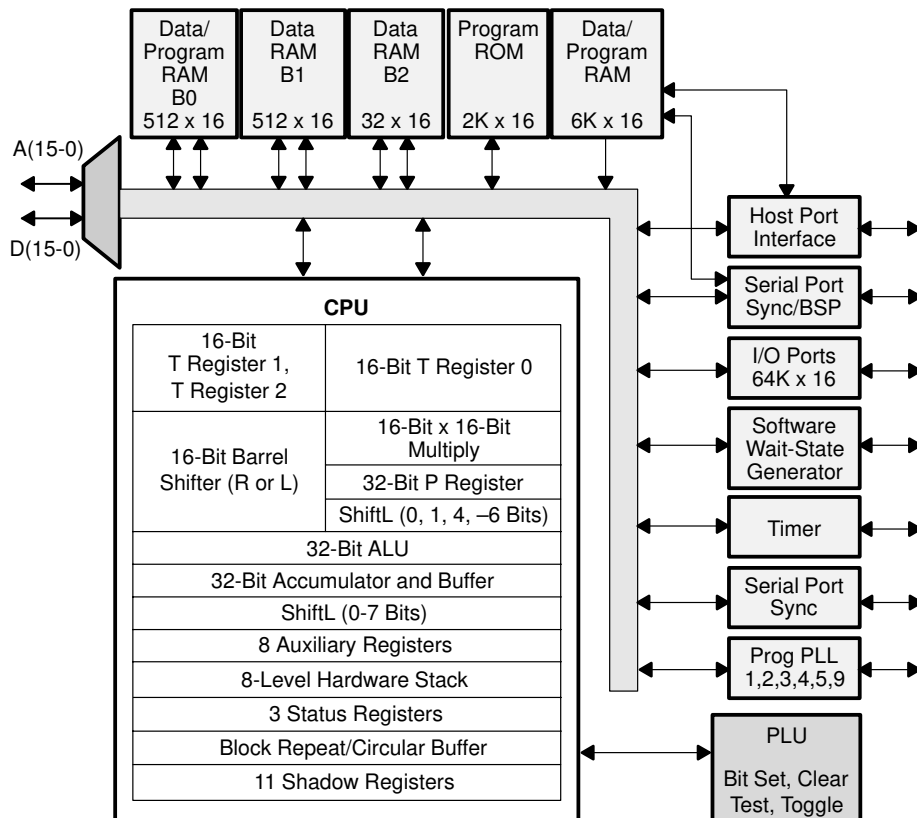 Data/
Program
RAM
B0
512 x 16
Data
RAM
B1
512 x 16
Data
RAM
B2
32 x 16
Program
ROM
2K x 16
Data/
Program
RAM
6K x 16
A(15-0)
D(15-0)
Host Port
Interface
Serial Port
Sync/BSP
I/O Ports
64K x 16
Software
Wait-State
Generator
Timer
Serial Port
Sync
Prog PLL
1,2,3,4,5,9
CPU
16-Bit
T Register 1,
T Register 2
16-Bit T Register 0
16-Bit Barrel
Shifter (R or L)
16-Bit x 16-Bit
Multiply
32-Bit P Register
ShiftL (0, 1, 4, –6 Bits)
32-Bit ALU
32-Bit Accumulator and Buffer
ShiftL (0-7 Bits)
8 Auxiliary Registers
8-Level Hardware Stack
3 Status Registers
Block Repeat/Circular Buffer
11 Shadow Registers
PLU
Bit Set, Clear
Test, Toggle